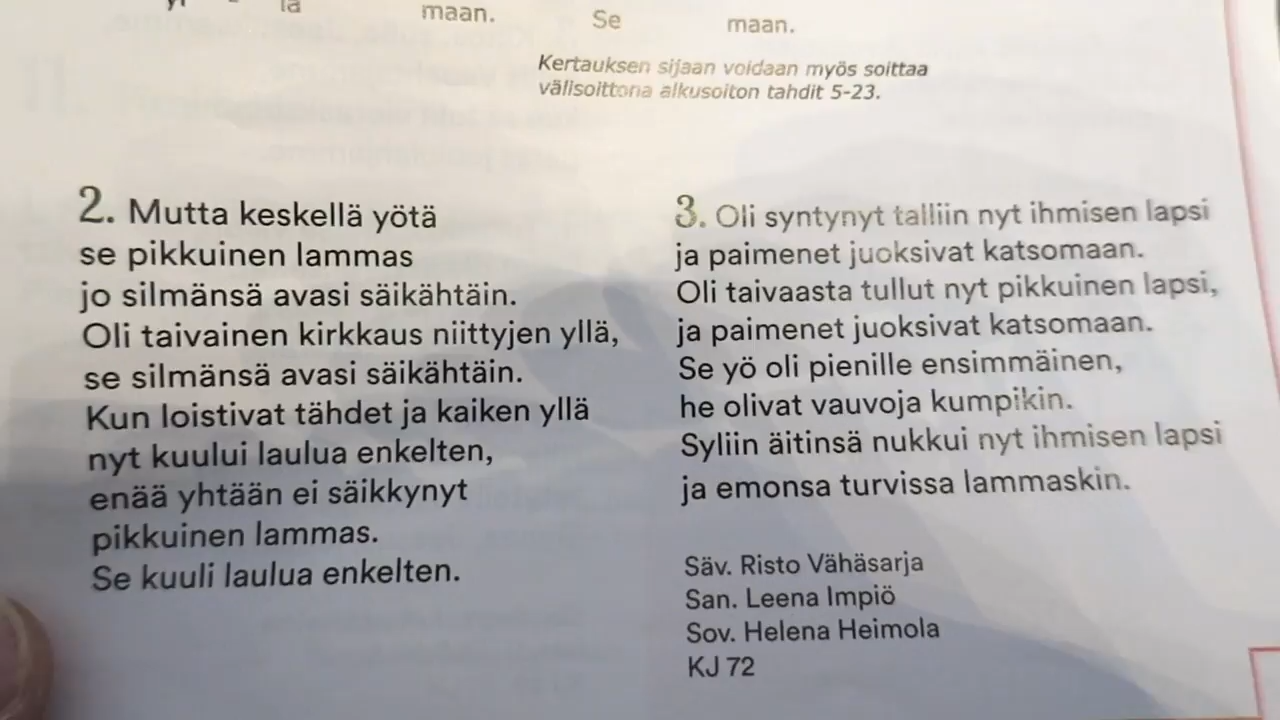 la
maan.
Se
maan.
Kertauksen sijaan voidaan myös soittaa
välisoittona alkusoiton tahdit 5-23.
2. Mutta keskellä yötä
se pikkuinen lammas
jo silmänsä avasi säikähtäin.
Oli taivainen kirkkaus niittyjen yllä,
se silmänsä avasi säikähtäin.
Kun loistivat tähdet ja kaiken yllä
nyt kuului laulua enkelten,
enää yhtään ei säikkynyt
pikkuinen lammas.
Se kuuli laulua enkelten.
3. Oli syntynyt talliin nyt ihmisen lapsi
ja paimenet juoksivat katsomaan.
Oli taivaasta tullut nyt pikkuinen lapsi,
ja paimenet juoksivat katsomaan.
Se yö oli pienille ensimmäinen,
he olivat vauvoja kumpikin.
Syliin äitinsä nukkui nyt ihmisen lapsi
ja emonsa turvissa lammaskin.
Säv. Risto Vähäsarja
San. Leena Impiö
Sov. Helena Heimola
KJ 72